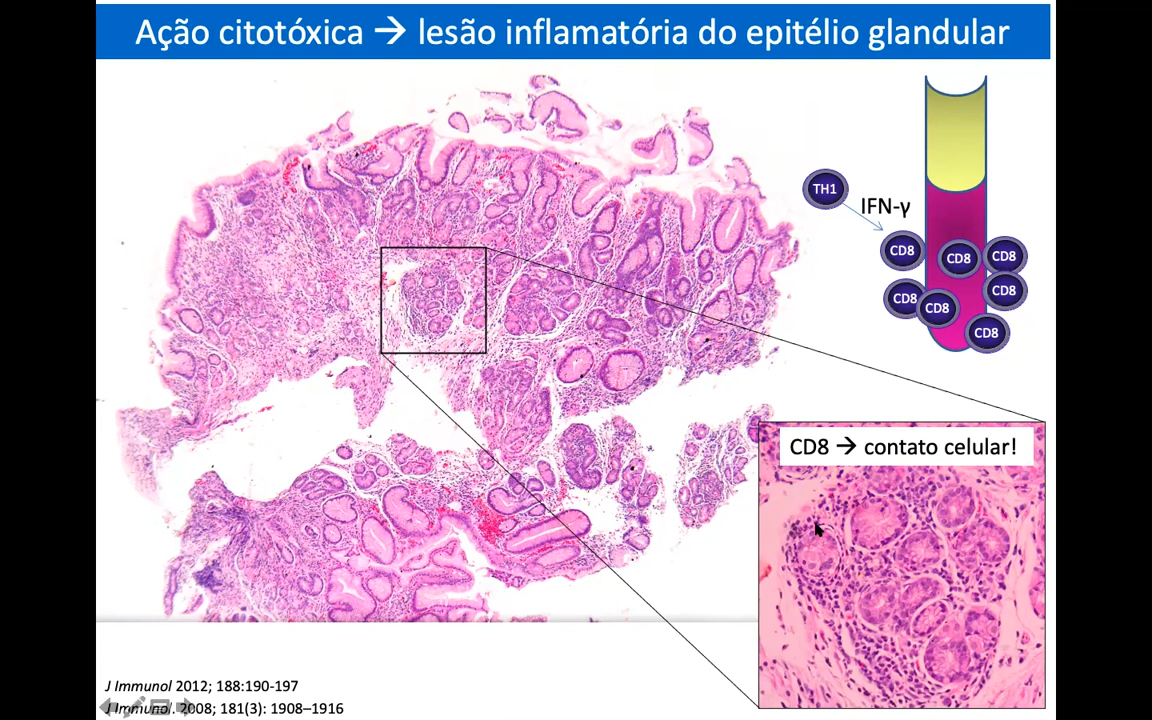 Ação citotóxica → lesão inflamatória do epitélio glandular
TH1
IFN-γ
CD8
CD8
CD8
CD8
CD8
CD8
CD8
CD8 → contato celular!
J Immunol 2012; 188:190-197
J Immunol. 2008; 181(3): 1908–1916